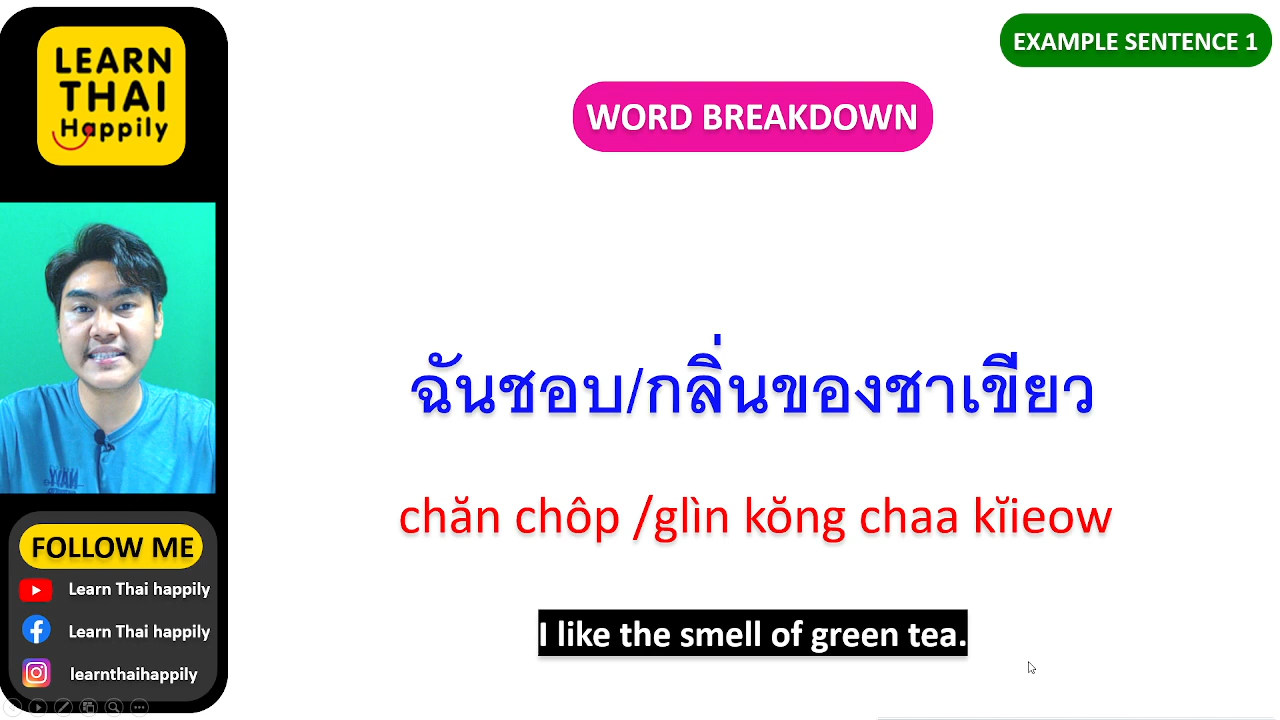 LEARN
THAI
Happily
EXAMPLE SENTENCE 1
WORD BREAKDOWN
ฉันชอบ/กลิ่นของชาเขียว
chăn chôp /glìn kŏng chaa kĭieow
I like the smell of green tea.
FOLLOW ME
Learn Thai happily
Learn Thai happily
learnthaihappily